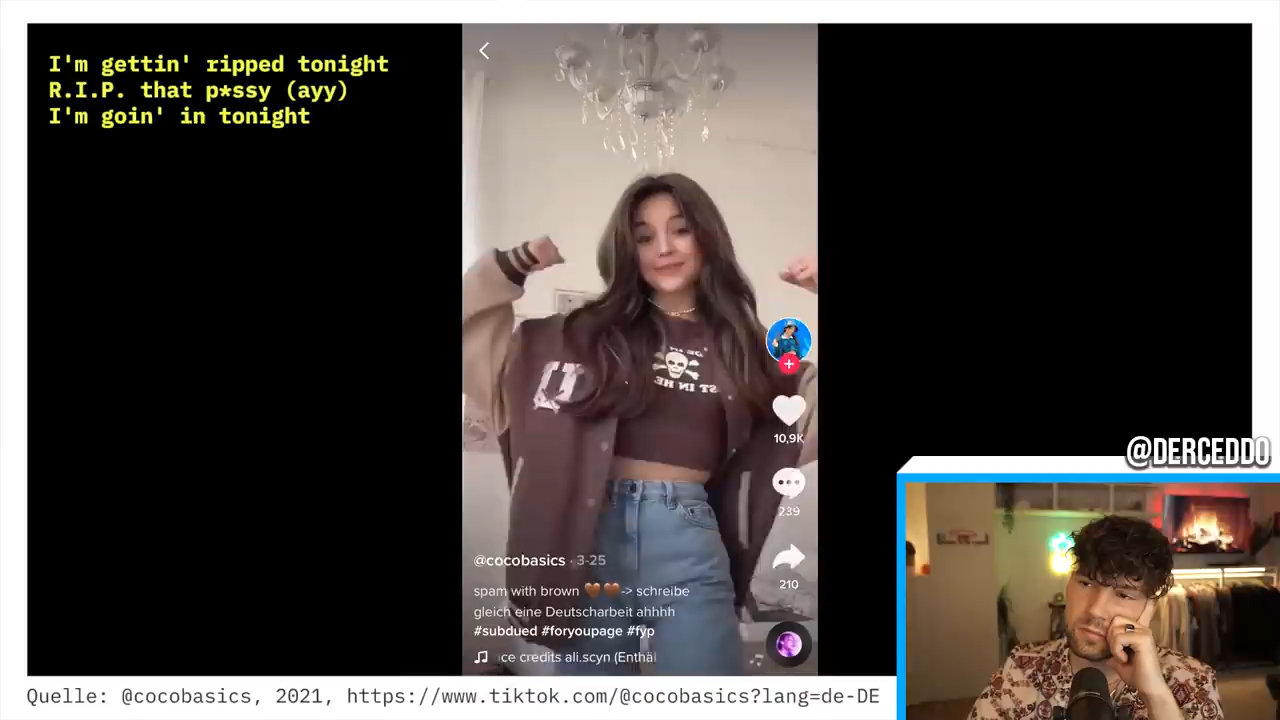 I'm gettin' ripped tonight
R.I.P. that p*ssy (ayy)
I'm goin' in tonight
10,9K
239
@cocobasics · 3-25
210
spam with brown 🤎🤎-> schreibe
gleich eine Deutscharbeit ahhhh
#subdued #foryoupage #fyp
ice credits ali.scyn (Enthäl
@DERCEDDO
Quelle: @cocobasics, 2021, https://www.tiktok.com/@cocobasics?lang=de-DE